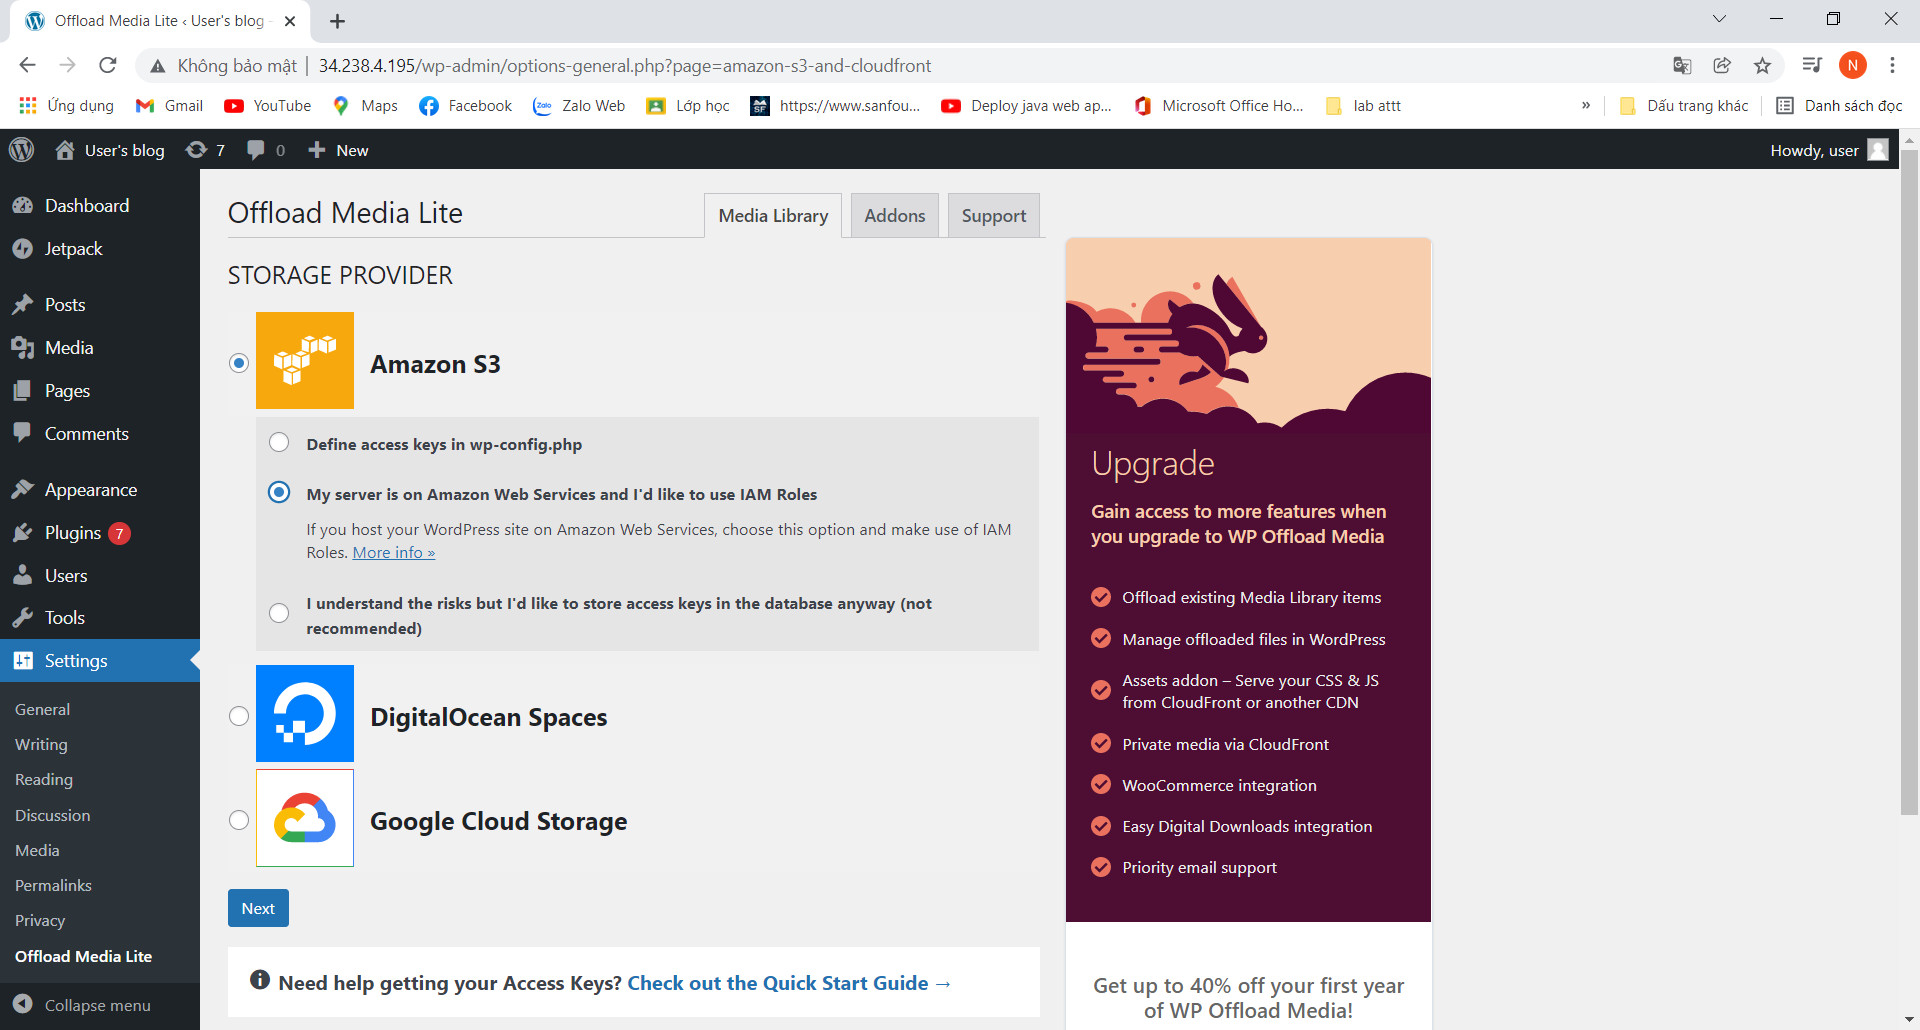 Offload Media Lite ‹ User's blog -
Không bảo mật | 34.238.4.195/wp-admin/options-general.php?page=amazon-s3-and-cloudfront
N
Ứng dụng Gmail YouTube Maps Facebook Zalo Zalo Web Lớp học SF https://www.sanfou... Deploy java web ap... Microsoft Office Ho... lab attt » Dấu trang khác Danh sách đọc
User's blog 7 0 New Howdy, user
Dashboard
Jetpack
Posts
Media
Pages
Comments
Appearance
Plugins 7
Users
Tools
Settings
General
Writing
Reading
Discussion
Media
Permalinks
Privacy
Offload Media Lite
Collapse menu
Offload Media Lite
Media Library Addons Support
STORAGE PROVIDER
Amazon S3
Define access keys in wp-config.php
My server is on Amazon Web Services and I'd like to use IAM Roles
If you host your WordPress site on Amazon Web Services, choose this option and make use of IAM
Roles. More info »
I understand the risks but I'd like to store access keys in the database anyway (not
recommended)
DigitalOcean Spaces
Google Cloud Storage
Next
Need help getting your Access Keys? Check out the Quick Start Guide →
Upgrade
Gain access to more features when
you upgrade to WP Offload Media
Offload existing Media Library items
Manage offloaded files in WordPress
Assets addon – Serve your CSS & JS
from CloudFront or another CDN
Private media via CloudFront
WooCommerce integration
Easy Digital Downloads integration
Priority email support
Get up to 40% off your first year
of WP Offload Media!